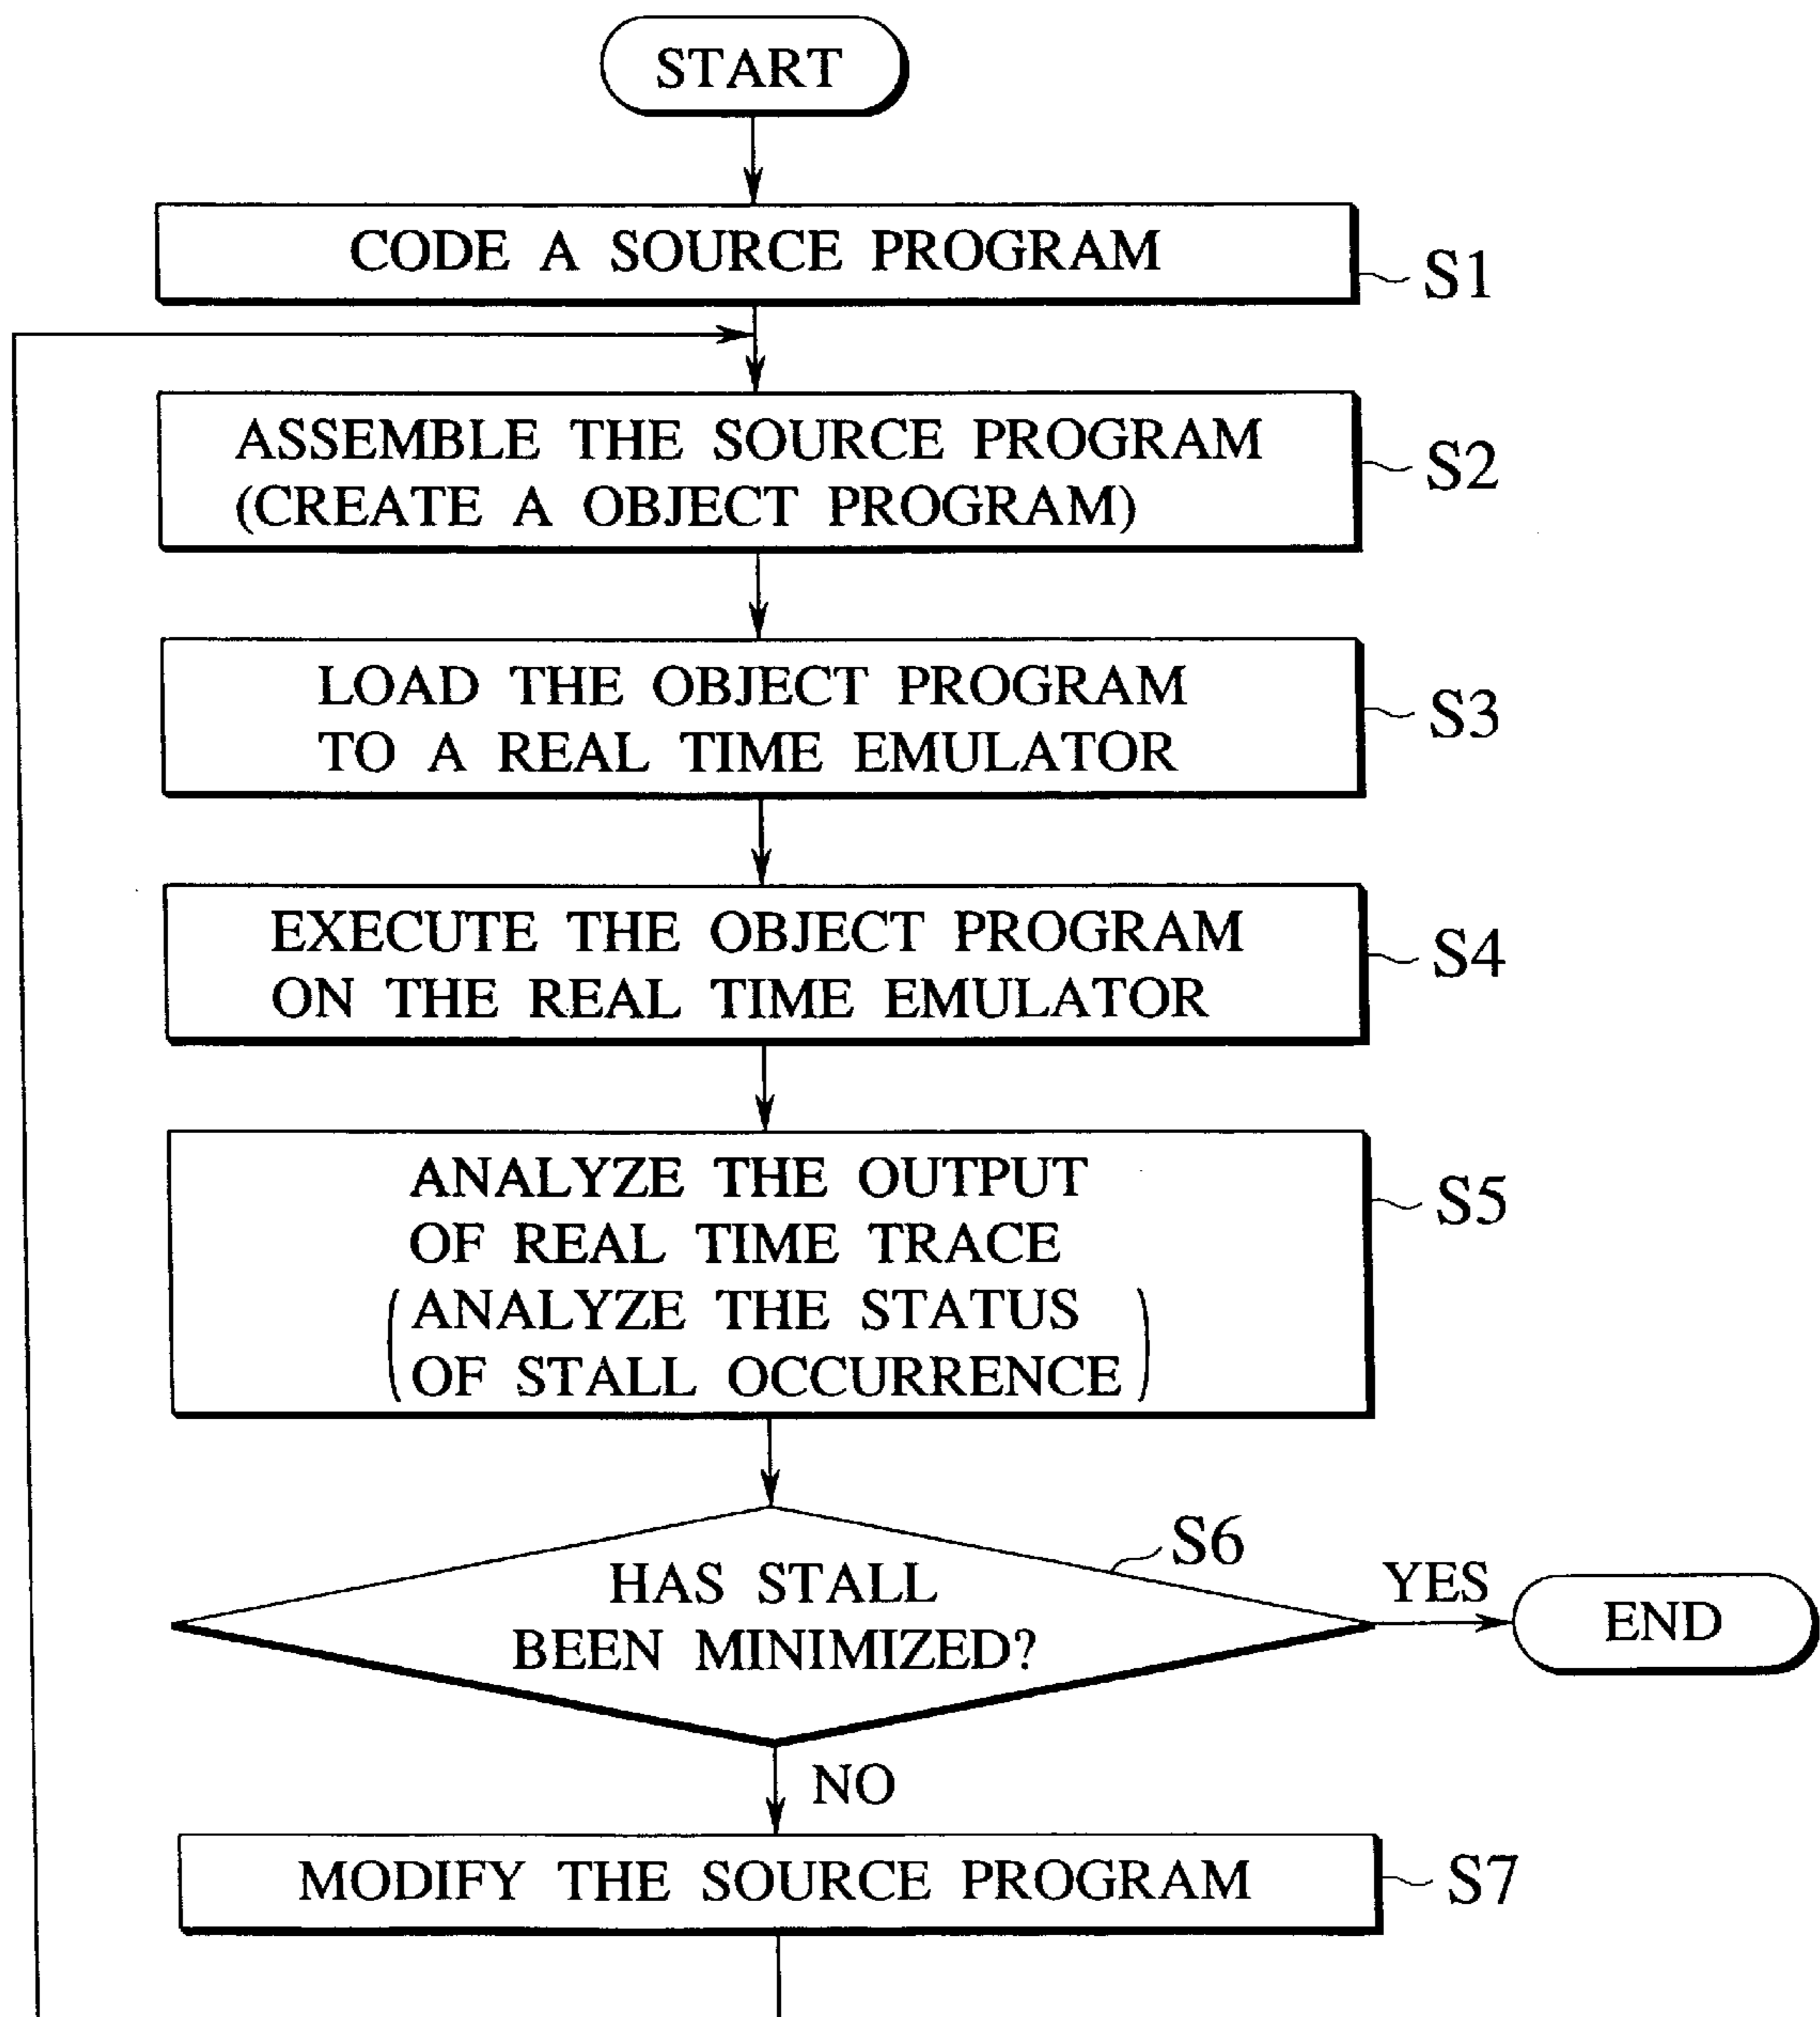 START
CODE A SOURCE PROGRAM
S1
ASSEMBLE THE SOURCE PROGRAM
(CREATE A OBJECT PROGRAM)
S2
LOAD THE OBJECT PROGRAM
TO A REAL TIME EMULATOR
S3
EXECUTE THE OBJECT PROGRAM
ON THE REAL TIME EMULATOR
S4
ANALYZE THE OUTPUT
OF REAL TIME TRACE
(ANALYZE THE STATUS
OF STALL OCCURRENCE)
S5
HAS STALL
BEEN MINIMIZED?
S6
YES
END
NO
MODIFY THE SOURCE PROGRAM
S7